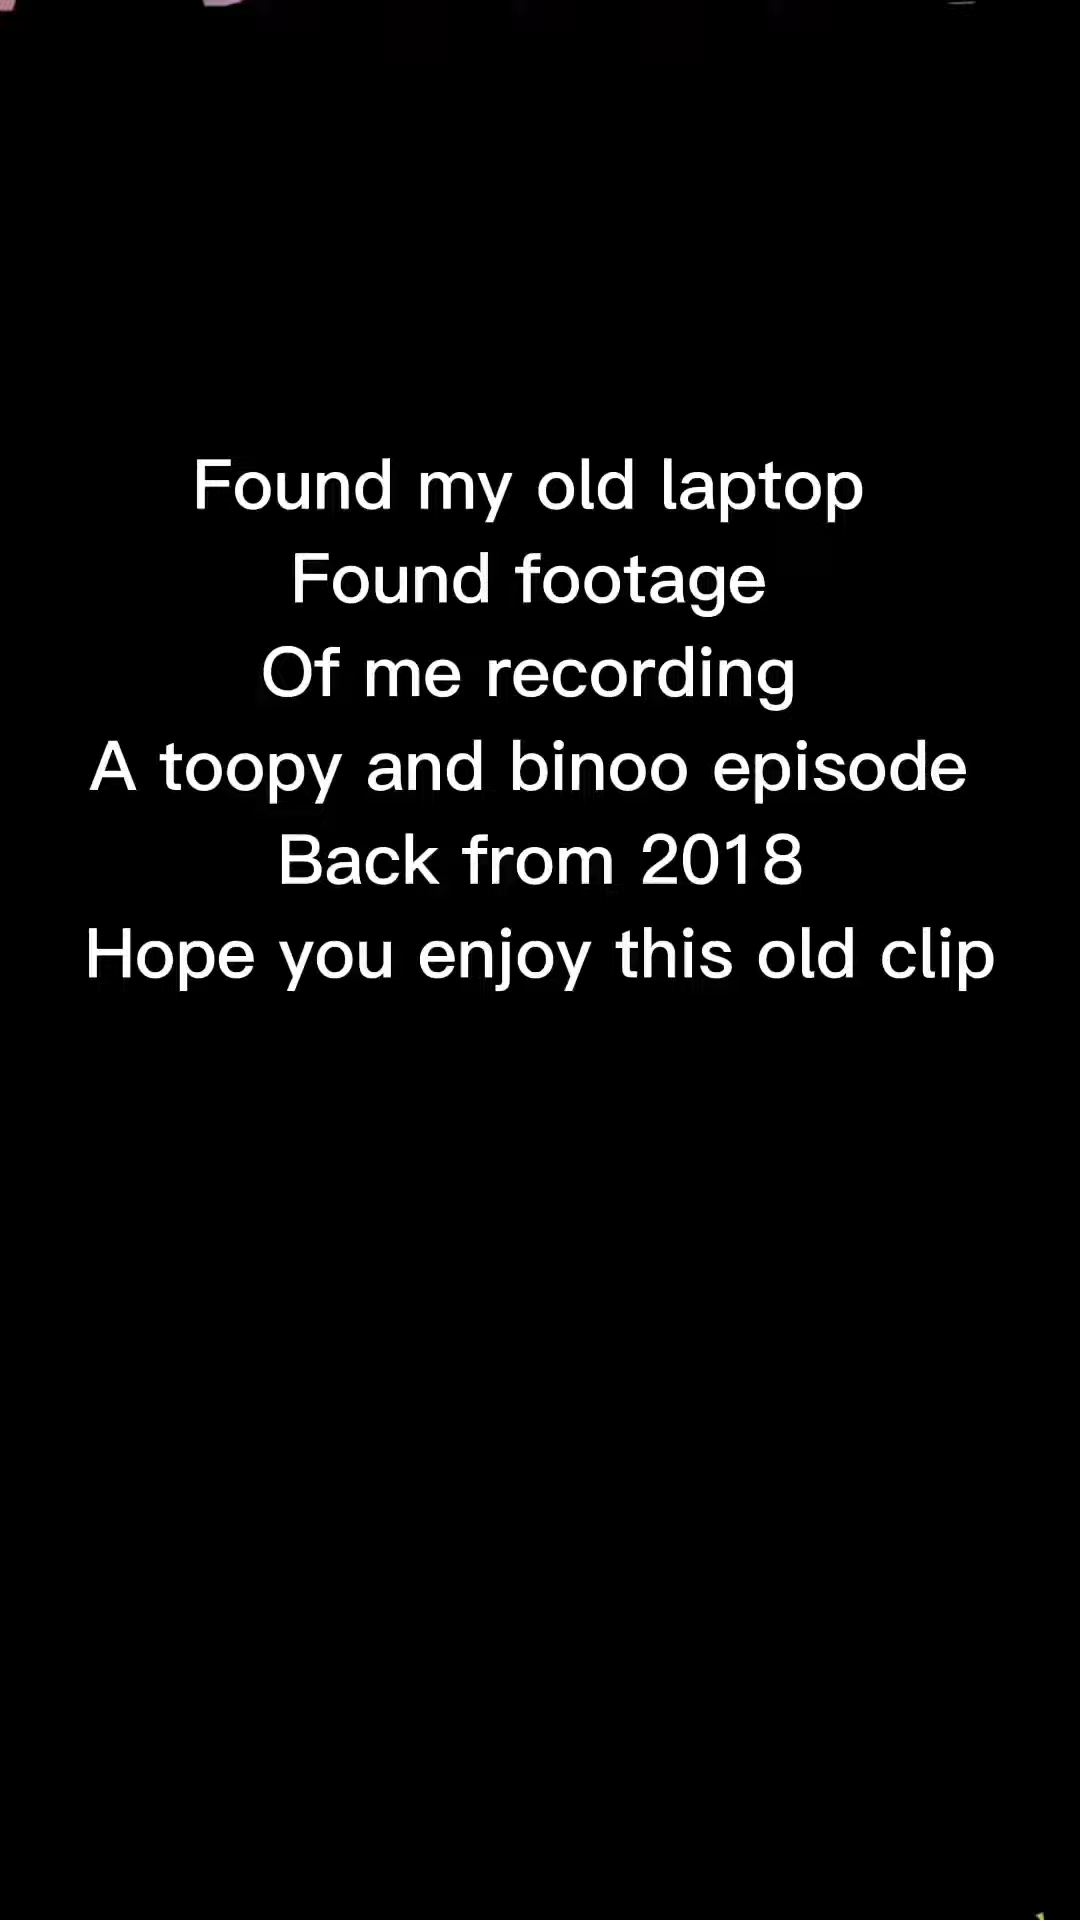 Found my old laptop
Found footage
Of me recording
A toopy and binoo episode
Back from 2018
Hope you enjoy this old clip